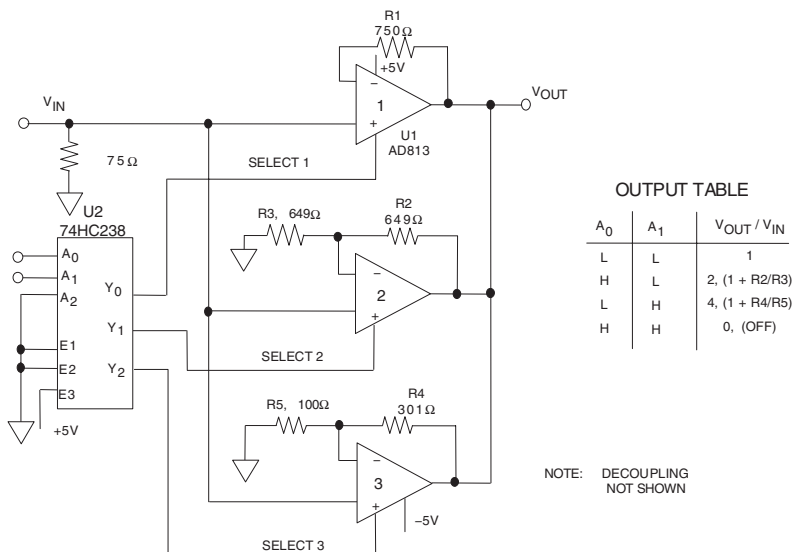 R1
750Ω
+5V
−
1
+
V_IN
V_OUT
U1
AD813
75Ω
SELECT 1
U2
74HC238
A0
A1
A2
E1
E2
E3
Y0
Y1
Y2
+5V
R3, 649Ω
R2
649Ω
−
2
+
SELECT 2
R5, 100Ω
R4
301Ω
−
3
+
−5V
SELECT 3
OUTPUT TABLE
A0 A1 VOUT / VIN
L L 1
H L 2, (1 + R2/R3)
L H 4, (1 + R4/R5)
H H 0, (OFF)
NOTE: DECOUPLING
NOT SHOWN